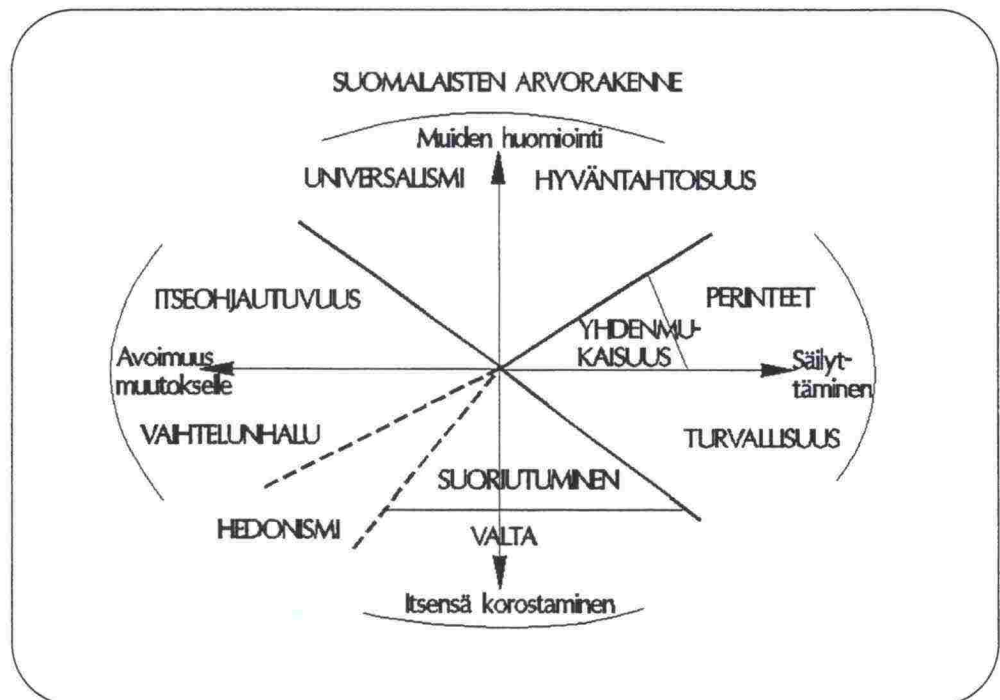 SUOMALAISTEN ARVORAKENNE
Muiden huomiointi
UNIVERSALISMI
HYVÄNTAHTOISUUS
ITSEOHJAUTUVUUS
PERINTEET
YHDENMU-
KAISUUS
Avoimuus
muutokselle
Säilyt-
täminen
VAIHTELUNHALU
TURVALLISUUS
SUORIUTUMINEN
HEDONISMI
VALTA
Itsensä korostaminen